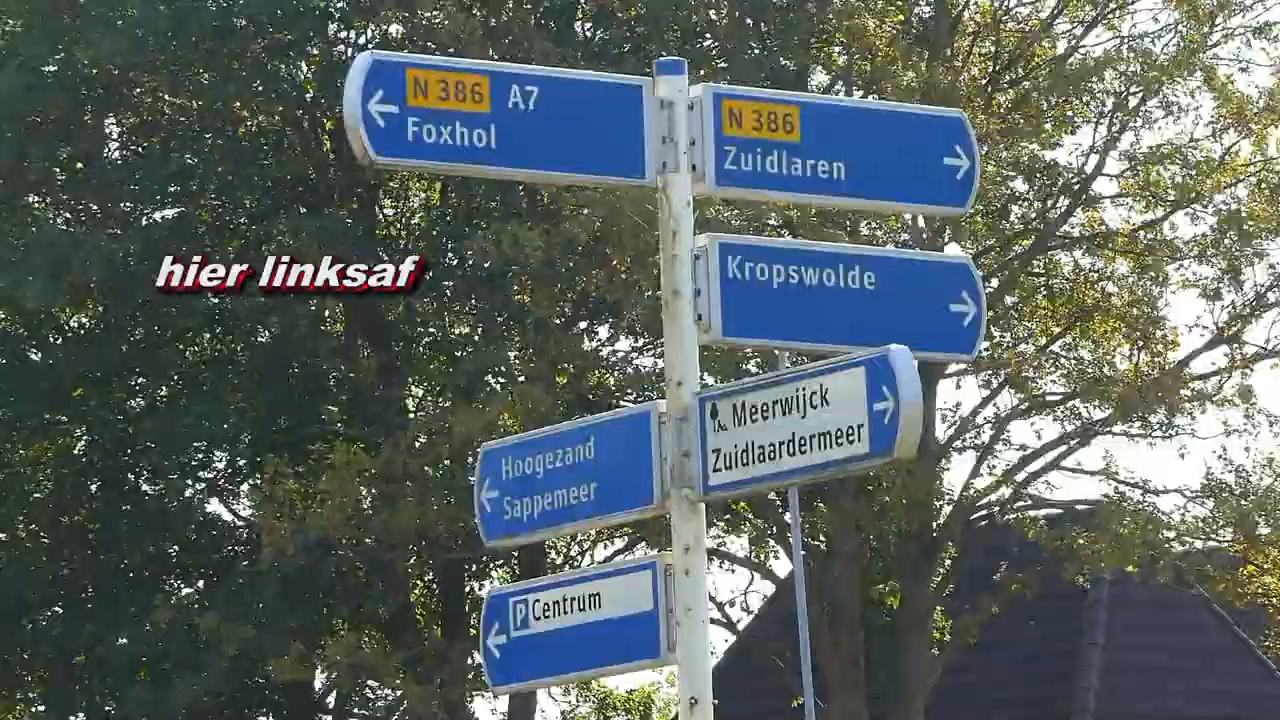 N 386 A7
Foxhol
N 386
Zuidlaren
hier linksaf
Kropswolde
Meerwijck
Zuidlaardermeer
Hoogezand
Sappemeer
P Centrum